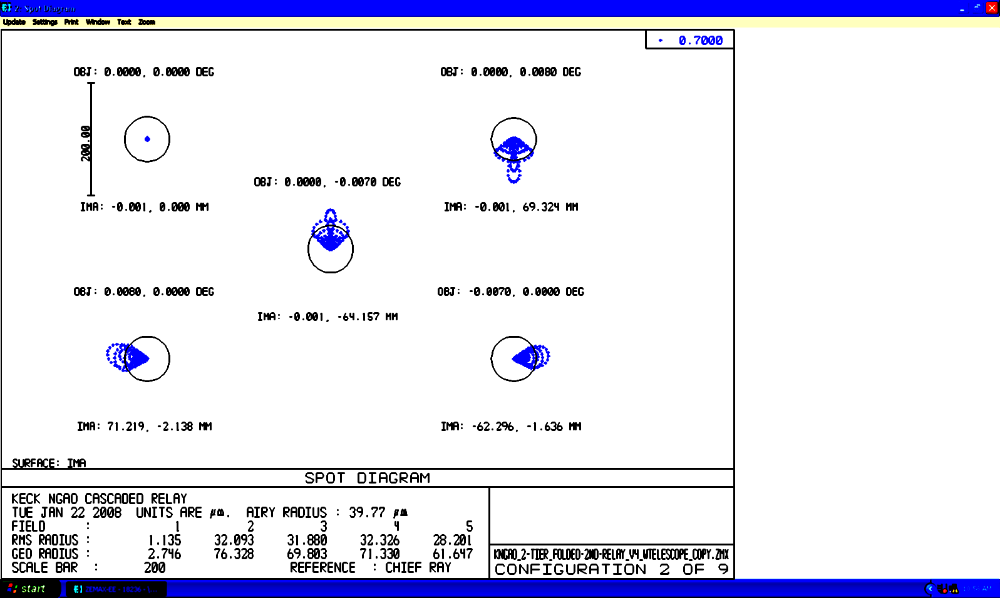 2: Spot Diagram
Update Settings Print Window Text Zoom
0.7000
OBJ: 0.0000, 0.0000 DEG
OBJ: 0.0000, 0.0080 DEG
200.00
OBJ: 0.0000, -0.0070 DEG
IMA: -0.001, 0.000 MM
IMA: -0.001, 69.324 MM
OBJ: 0.0080, 0.0000 DEG
OBJ: -0.0070, 0.0000 DEG
IMA: -0.001, -64.157 MM
IMA: 71.219, -2.138 MM
IMA: -62.296, -1.636 MM
SURFACE: IMA
SPOT DIAGRAM
KECK NGAO CASCADED RELAY
TUE JAN 22 2008 UNITS ARE µm. AIRY RADIUS : 39.77 µm
FIELD : 1 2 3 4 5
RMS RADIUS : 1.135 32.093 31.880 32.326 28.201
GEO RADIUS : 2.746 76.328 69.803 71.330 61.647
SCALE BAR : 200 REFERENCE : CHIEF RAY
KNGAO_2-TIER_FOLDED-2ND-RELAY_V4_WTELESCOPE_COPY.ZMX
CONFIGURATION 2 OF 9
start
ZEMAX-EE - 18236 - \...